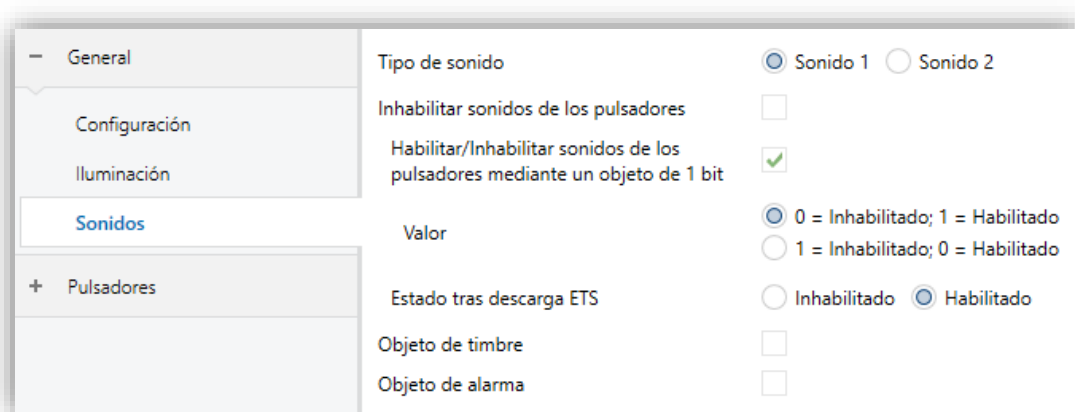 General
Configuración
Iluminación
Sonidos
Pulsadores
Tipo de sonido
Sonido 1
Sonido 2
Inhabilitar sonidos de los pulsadores
Habilitar/Inhabilitar sonidos de los
pulsadores mediante un objeto de 1 bit
Valor
0 = Inhabilitado; 1 = Habilitado
1 = Inhabilitado; 0 = Habilitado
Estado tras descarga ETS
Inhabilitado
Habilitado
Objeto de timbre
Objeto de alarma